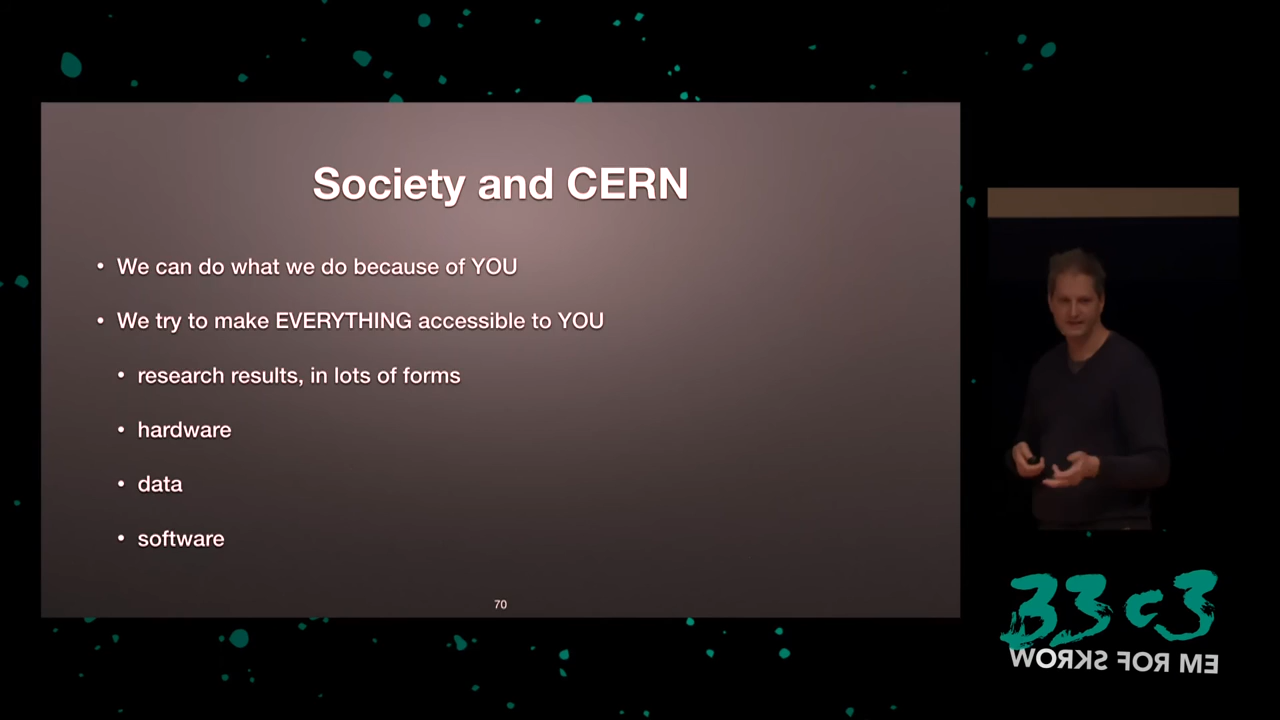 Society and CERN
• We can do what we do because of YOU
• We try to make EVERYTHING accessible to YOU
• research results, in lots of forms
• hardware
• data
• software
70
33c3
WORKS FOR ME